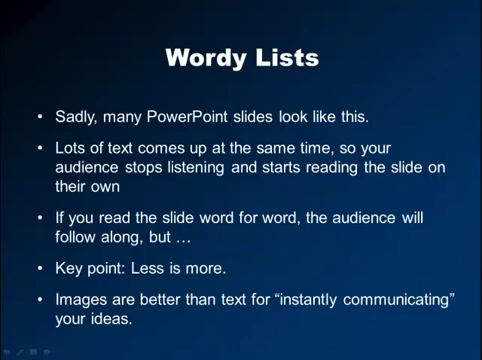 Wordy Lists
• Sadly, many PowerPoint slides look like this.
• Lots of text comes up at the same time, so your
audience stops listening and starts reading the slide on
their own
• If you read the slide word for word, the audience will
follow along, but …
• Key point: Less is more.
• Images are better than text for “instantly communicating”
your ideas.